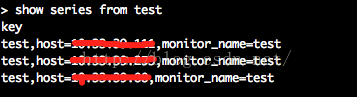 > show series from test
key
test,host=,monitor_name=test
test,host=,monitor_name=test
test,host=,monitor_name=test